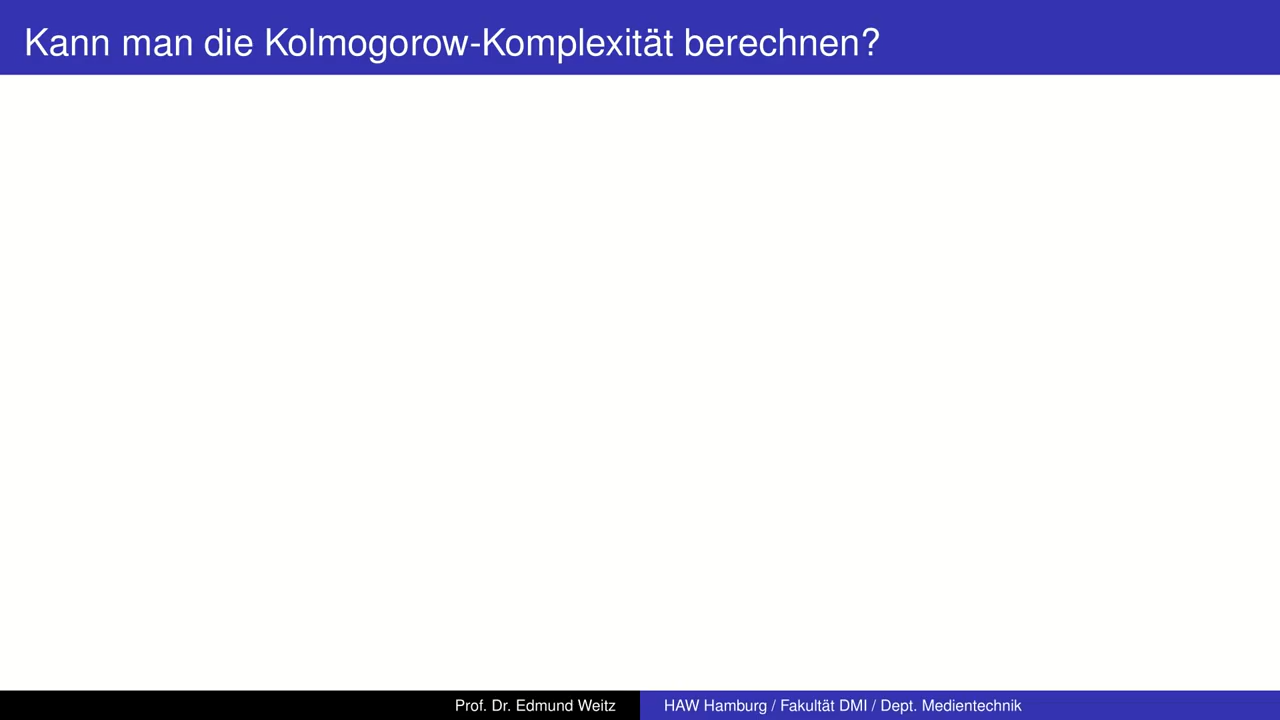 Kann man die Kolmogorow-Komplexität berechnen?
Prof. Dr. Edmund Weitz
HAW Hamburg / Fakultät DMI / Dept. Medientechnik